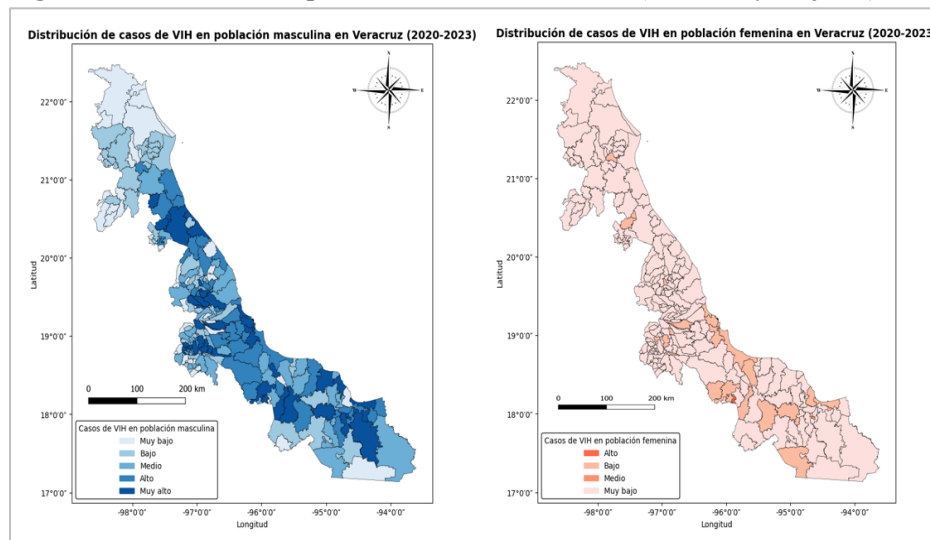 Distribución de casos de VIH en población masculina en Veracruz (2020-2023)
N
W
E
S
22°0'0"
21°0'0"
20°0'0"
19°0'0"
18°0'0"
17°0'0"
Latitud
0 100 200 km
Casos de VIH en población masculina
Muy bajo
Bajo
Medio
Alto
Muy alto
-98°0'0" -97°0'0" -96°0'0" -95°0'0" -94°0'0"
Longitud
Distribución de casos de VIH en población femenina en Veracruz (2020-2023
N
W
E
S
22°0'0"
21°0'0"
20°0'0"
19°0'0"
18°0'0"
17°0'0"
Latitud
0 100 200 km
Casos de VIH en población femenina
Alto
Bajo
Medio
Muy bajo
-98°0'0" -97°0'0" -96°0'0" -95°0'0" -94°0'0"
Longitud